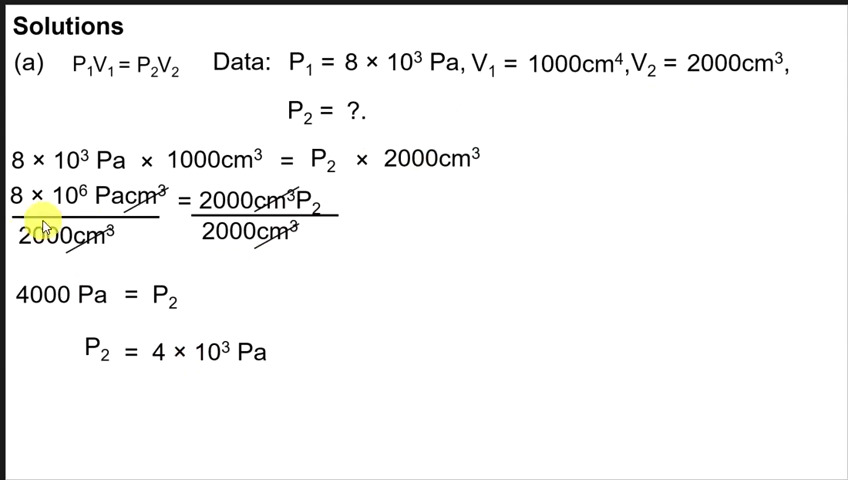 Solutions
(a) P₁V₁ = P₂V₂ Data: P₁ = 8 × 10³ Pa, V₁ = 1000cm⁴, V₂ = 2000cm³,
P₂ = ?.
8 × 10³ Pa × 1000cm³ = P₂ × 2000cm³
8 × 10⁶ Pacm³ = 2000cm³P₂
2000cm³ 2000cm³
4000 Pa = P₂
P₂ = 4 × 10³ Pa